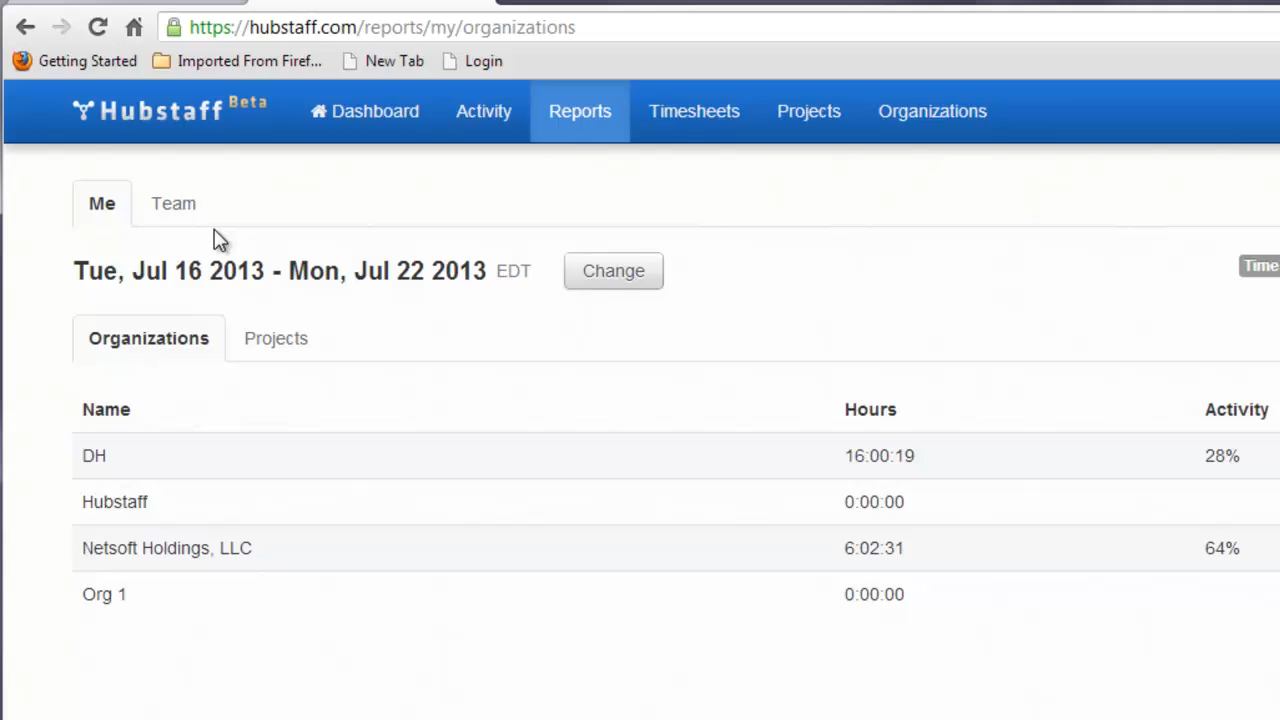 https://hubstaff.com/reports/my/organizations
Getting Started Imported From Firef... New Tab Login
Hubstaff Beta Dashboard Activity Reports Timesheets Projects Organizations
Me Team
Tue, Jul 16 2013 - Mon, Jul 22 2013 EDT Change Time
Organizations Projects
Name Hours Activity
DH 16:00:19 28%
Hubstaff 0:00:00
Netsoft Holdings, LLC 6:02:31 64%
Org 1 0:00:00